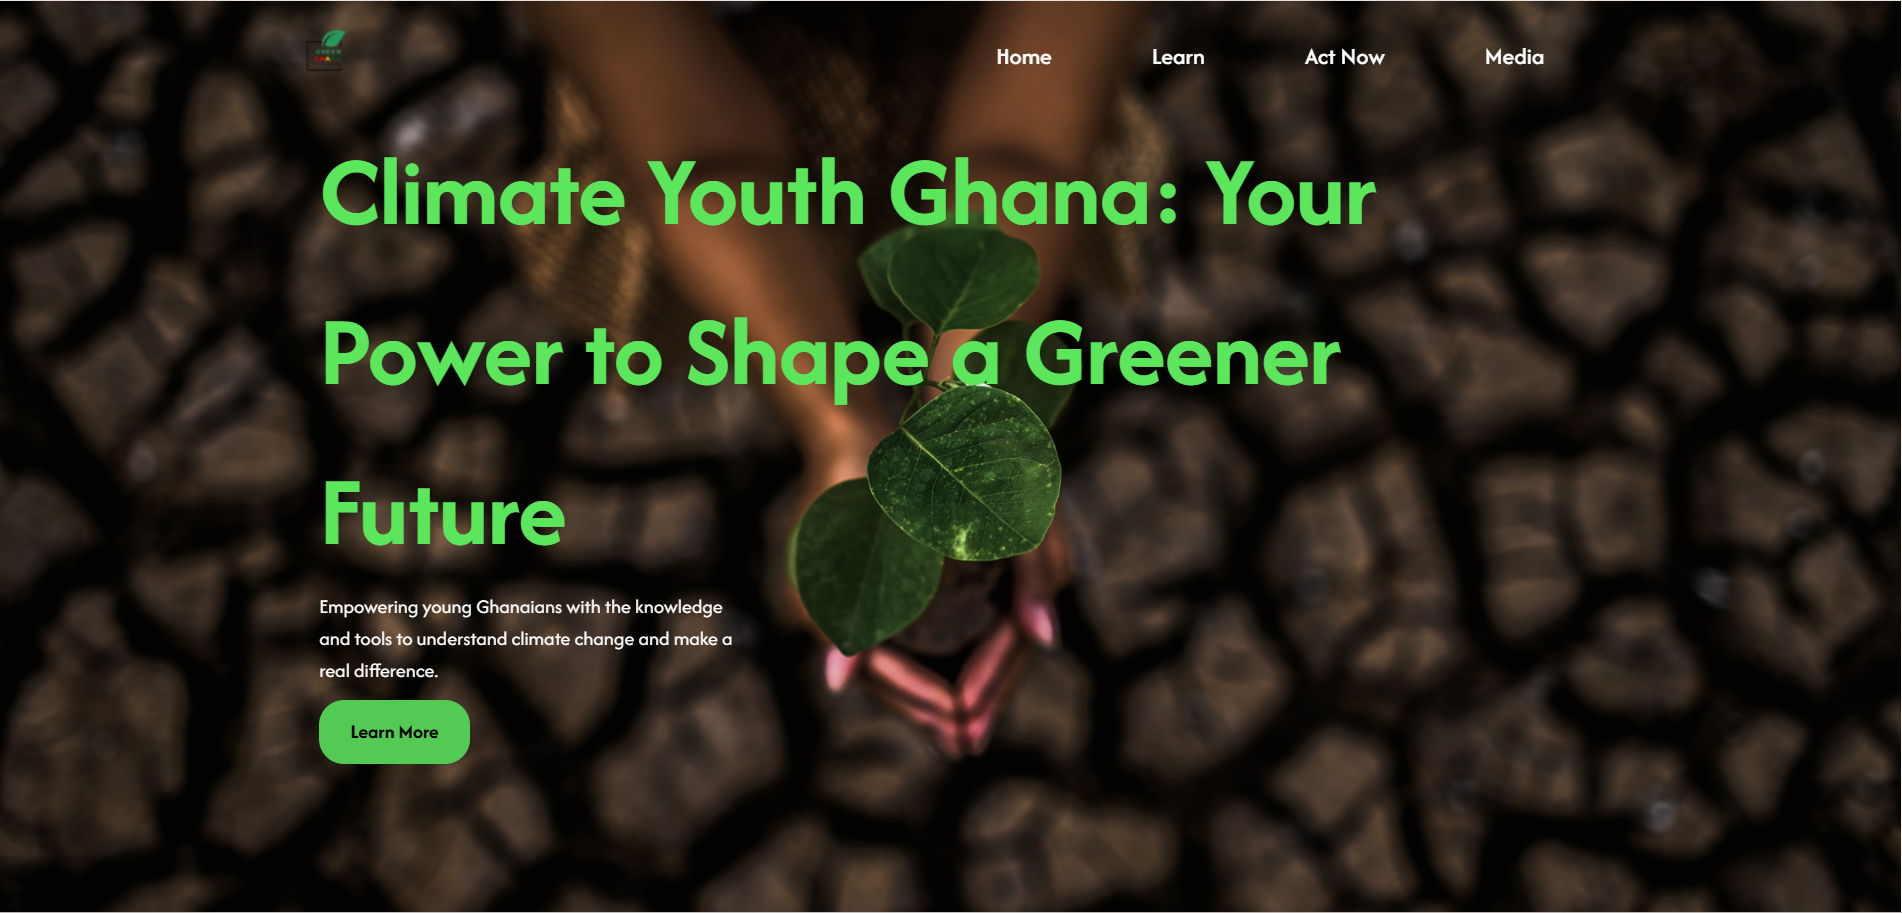 GREEN
GHANA
Home
Learn
Act Now
Media
Climate Youth Ghana: Your
Power to Shape a Greener
Future
Empowering young Ghanaians with the knowledge
and tools to understand climate change and make a
real difference.
Learn More